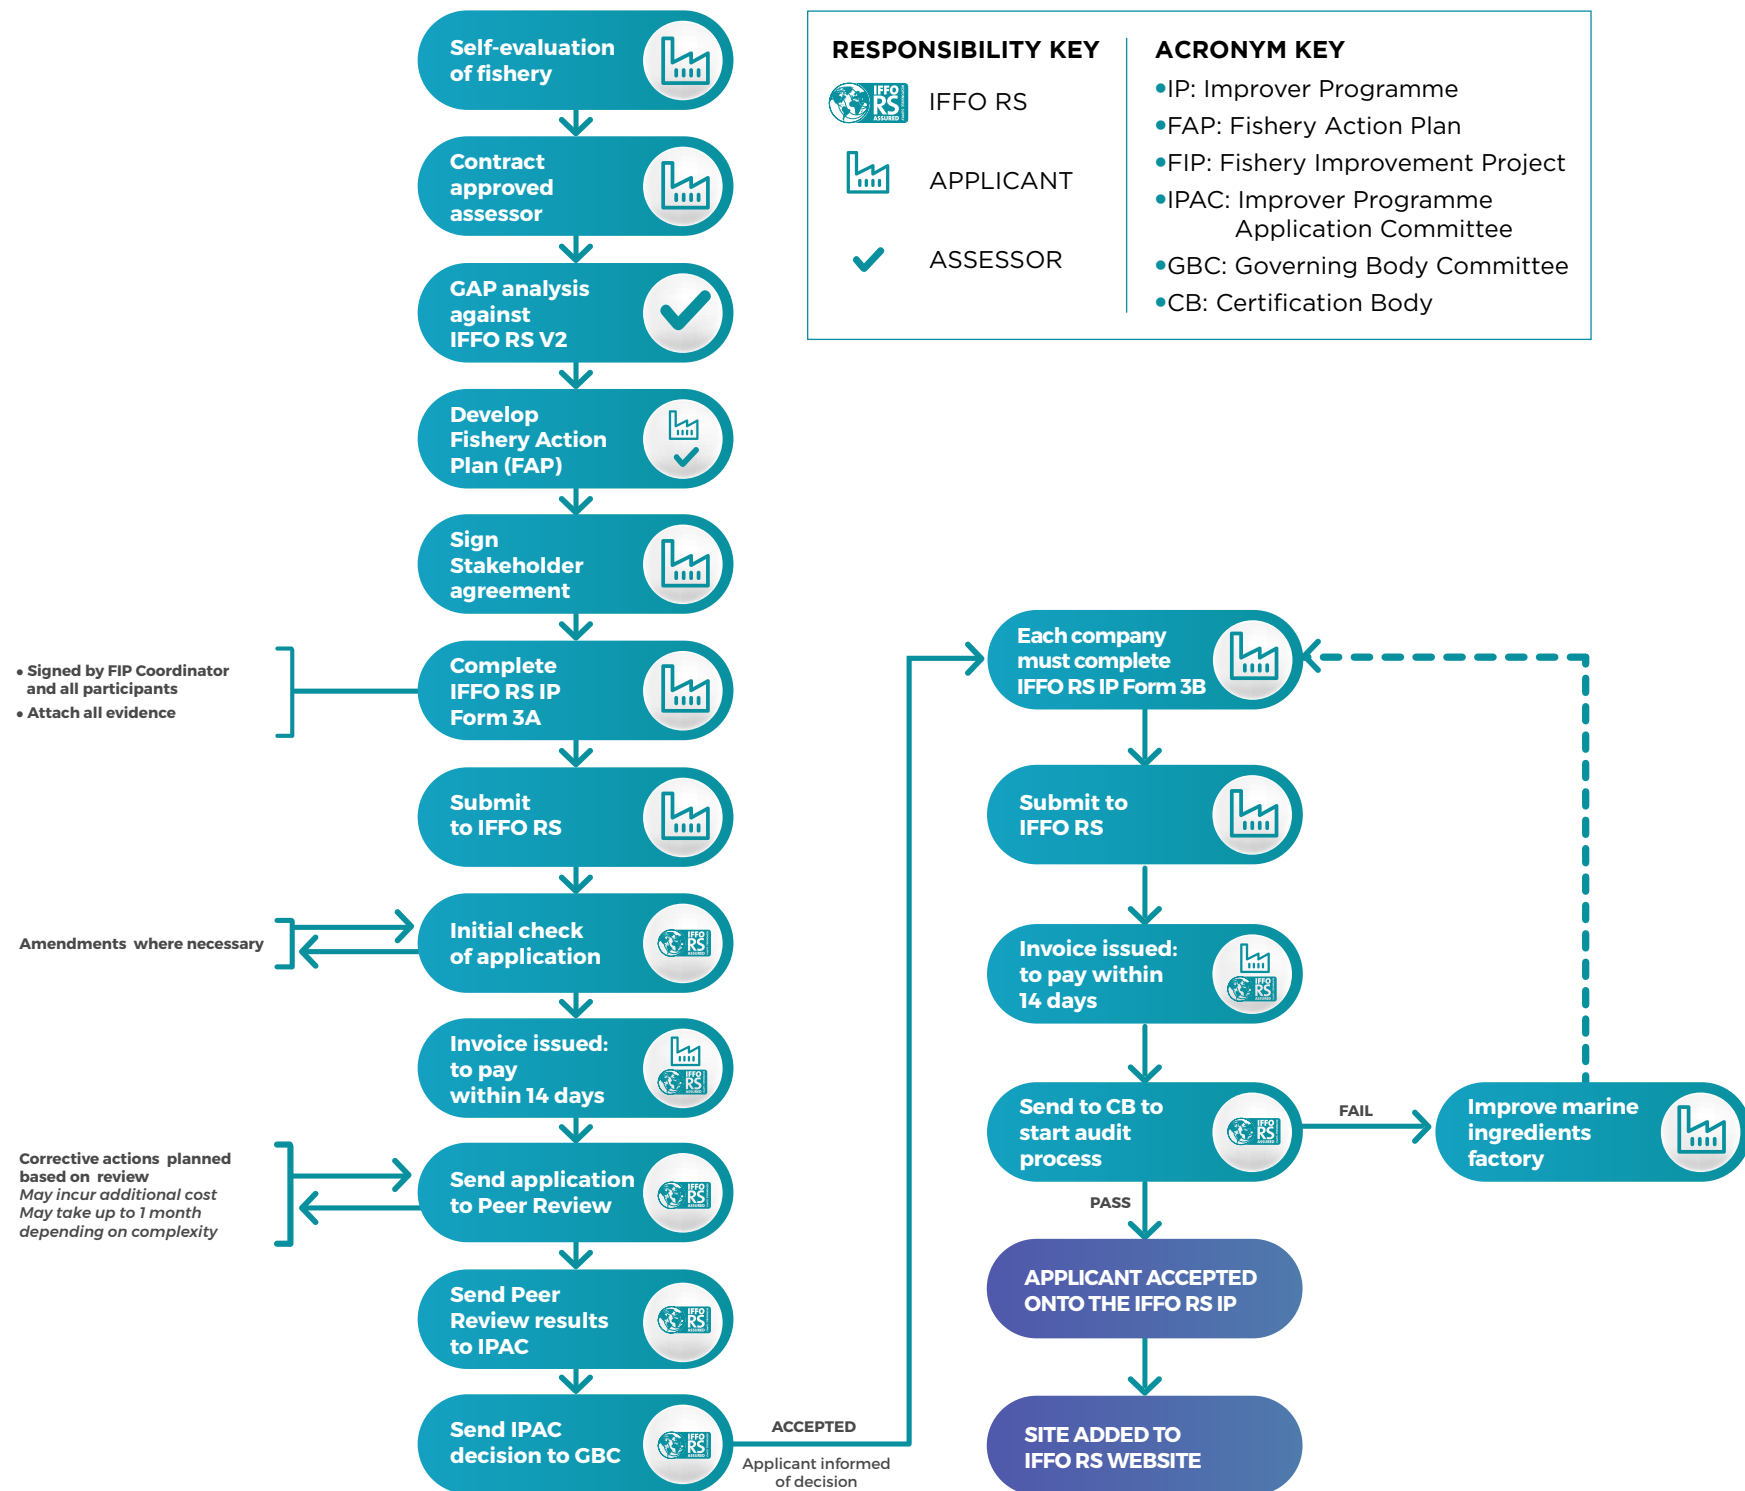 Self-evaluation
of fishery
Contract
approved
assessor
GAP analysis
against
IFFO RS V2
Develop
Fishery Action
Plan (FAP)
Sign
Stakeholder
agreement
Complete
IFFO RS IP
Form 3A
• Signed by FIP Coordinator
and all participants
• Attach all evidence
Submit
to IFFO RS
Initial check
of application
Amendments where necessary
Invoice issued:
to pay
within 14 days
Send application
to Peer Review
Corrective actions planned
based on review
May incur additional cost
May take up to 1 month
depending on complexity
Send Peer
Review results
to IPAC
Send IPAC
decision to GBC
ACCEPTED
Applicant informed
of decision
RESPONSIBILITY KEY
IFFO
RS
ASSURED
IFFO RS
APPLICANT
ASSESSOR
ACRONYM KEY
•IP: Improver Programme
•FAP: Fishery Action Plan
•FIP: Fishery Improvement Project
•IPAC: Improver Programme
Application Committee
•GBC: Governing Body Committee
•CB: Certification Body
Each company
must complete
IFFO RS IP Form 3B
Submit to
IFFO RS
Invoice issued:
to pay within
14 days
Send to CB to
start audit
process
FAIL
Improve marine
ingredients
factory
PASS
APPLICANT ACCEPTED
ONTO THE IFFO RS IP
SITE ADDED TO
IFFO RS WEBSITE